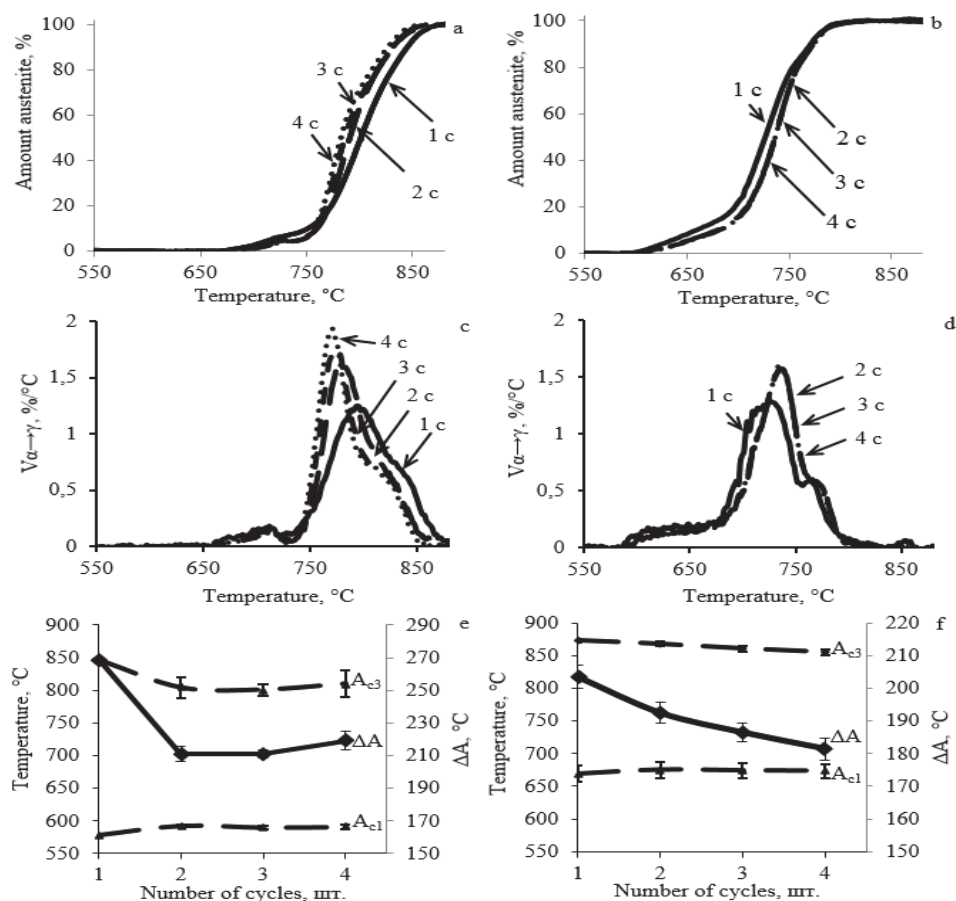 a
Amount austenite, %
100
80
60
40
20
0
3 c
4 c
1 c
2 c
550
650
750
850
Temperature, °C
b
Amount austenite, %
100
80
60
40
20
0
1 c
2 c
3 c
4 c
550
650
750
850
Temperature, °C
c
Vα→γ, %/°C
2
1,5
1
0,5
0
4 c
3 c
2 c
1 c
550
650
750
850
Temperature, °C
d
Vα→γ, %/°C
2
1,5
1
0,5
0
1 c
2 c
3 c
4 c
550
650
750
850
Temperature, °C
e
Temperature, °C
900
850
800
750
700
650
600
550
290
270
250
230
210
190
170
150
ΔA, °C
Ac3
ΔA
Ac1
1
2
3
4
Number of cycles, шт.
f
Temperature, °C
900
850
800
750
700
650
600
550
220
210
200
190
180
170
160
150
ΔA, °C
Ac3
ΔA
Ac1
1
2
3
4
Number of cycles, шт.